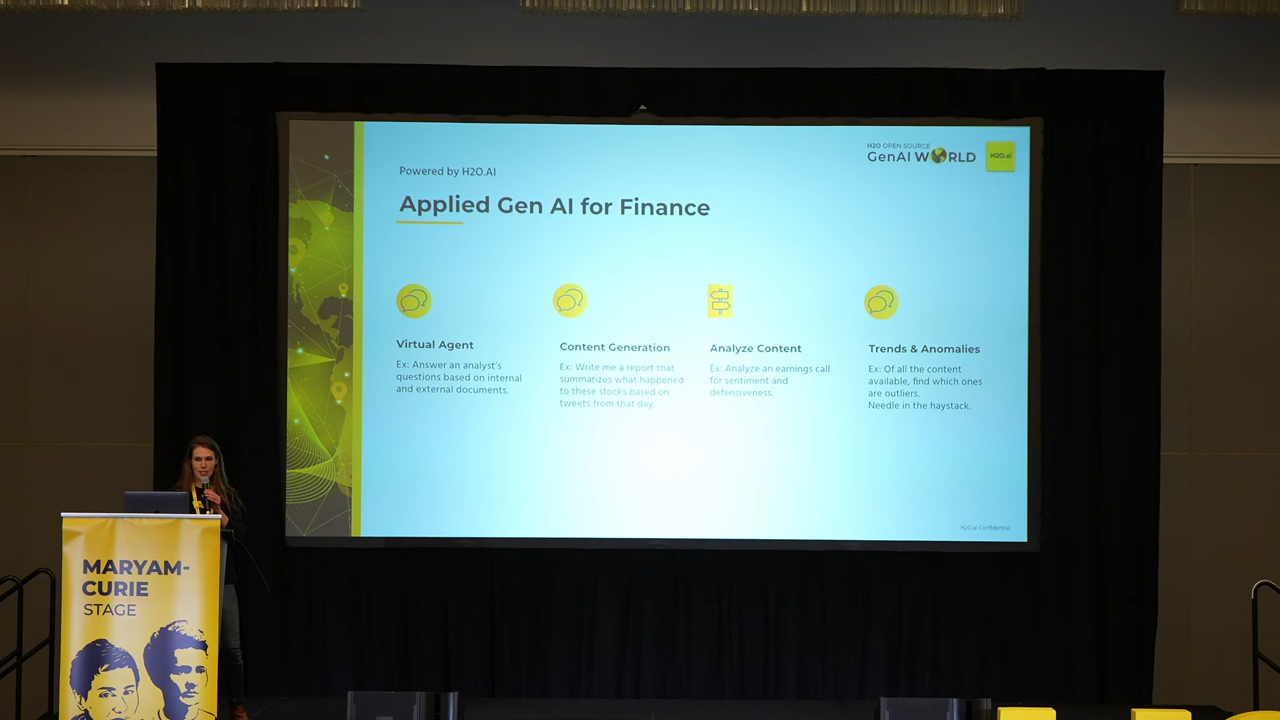 H2O OPEN SOURCE
GenAI WORLD
H2O.ai
Powered by H2O.AI
Applied Gen AI for Finance
Virtual Agent
Ex: Answer an analyst's
questions based on internal
and external documents.
Content Generation
Ex: Write me a report that
summarizes what happened
to these stocks based on
tweets from that day...
Analyze Content
Ex: Analyze an earnings call
for sentiment and
defensiveness.
Trends & Anomalies
Ex: Of all the content
available, find which ones
are outliers.
Needle in the haystack.
H2O.ai Confidential
MARYAM-
CURIE
STAGE